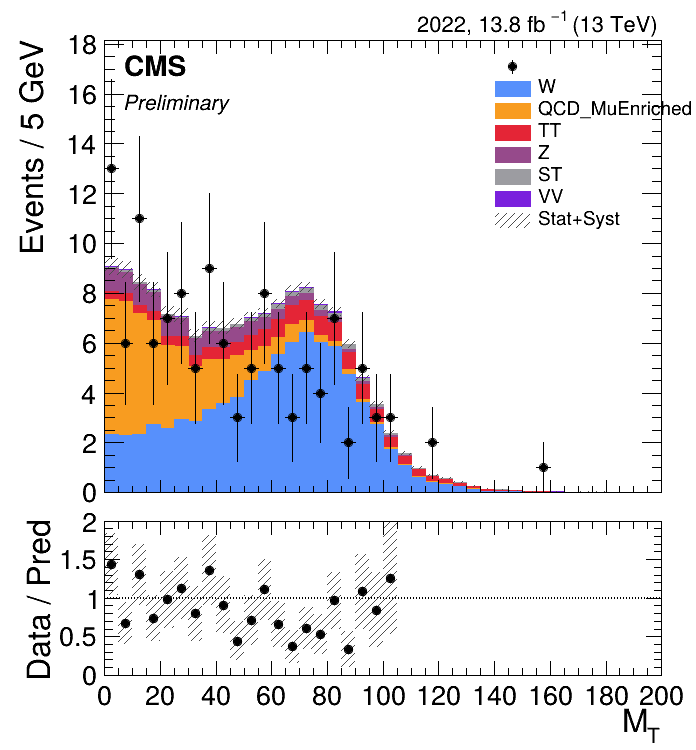 2022, 13.8 fb⁻¹ (13 TeV)
Events / 5 GeV
CMS
Preliminary
W
QCD_MuEnriched
TT
Z
ST
VV
Stat+Syst
18
16
14
12
10
8
6
4
2
0
Data / Pred
2
1.5
1
0.5
0
0 20 40 60 80 100 120 140 160 180 200
M_T